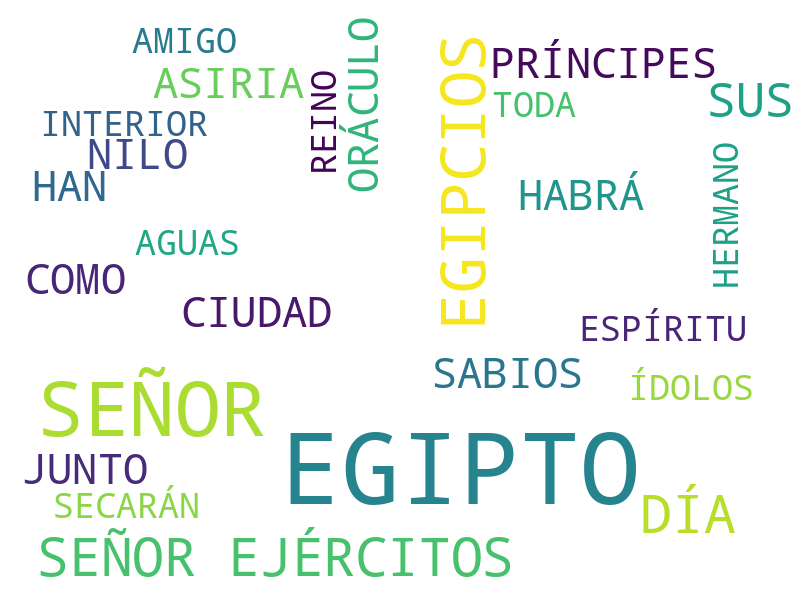 AMIGO
ASIRIA
INTERIOR
NILO
HAN
REINO
ORÁCULO
EGIPCIOS
PRÍNCIPES
TODA
SUS
HABRÁ
HERMANO
AGUAS
COMO
CIUDAD
ESPÍRITU
SABIOS
ÍDOLOS
SEÑOR
EGIPTO
JUNTO
SECARÁN
DÍA
SEÑOR EJÉRCITOS